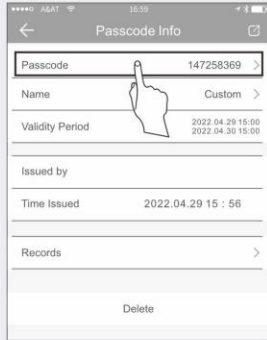 A&AT 16:59
Passcode Info
Passcode 147258369
Name Custom
Validity Period 2022.04.29 15:00
2022.04.30 15:00
Issued by
Time Issued 2022.04.29 15 : 56
Records
Delete